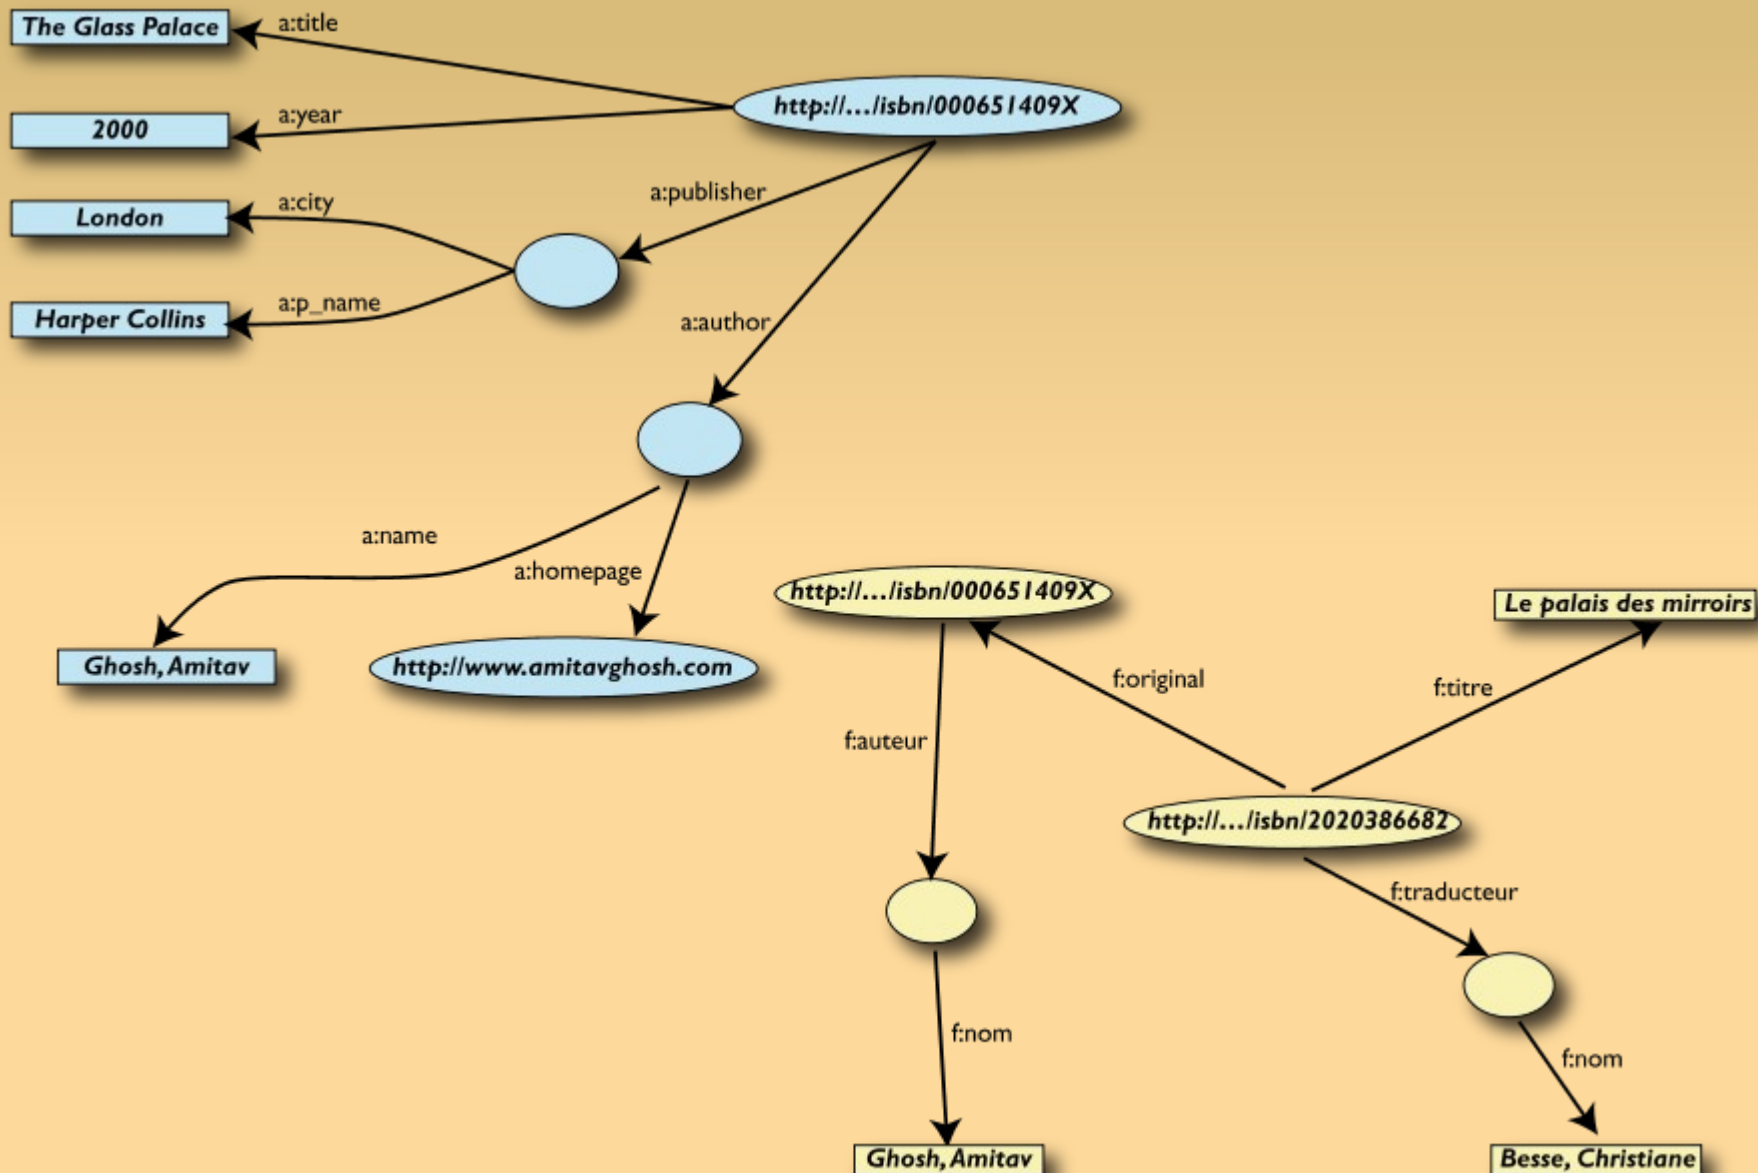 The Glass Palace
a:title
http://…/isbn/000651409X
2000
a:year
London
a:city
a:publisher
Harper Collins
a:p_name
a:author
a:name
a:homepage
Ghosh, Amitav
http://www.amitavghosh.com
http://…/isbn/000651409X
Le palais des mirroirs
f:original
f:titre
f:auteur
http://…/isbn/2020386682
f:traducteur
f:nom
f:nom
Ghosh, Amitav
Besse, Christiane